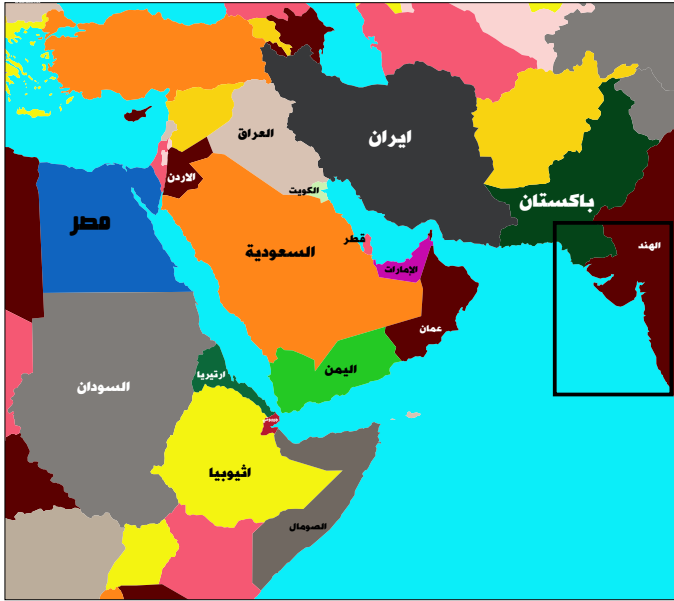 ايران
العراق
الاردن
الكويت
باكستان
مصر
السعودية
قطر
الإمارات
الهند
عمان
اليمن
ارتيريا
السودان
اثيوبيا
الصومال